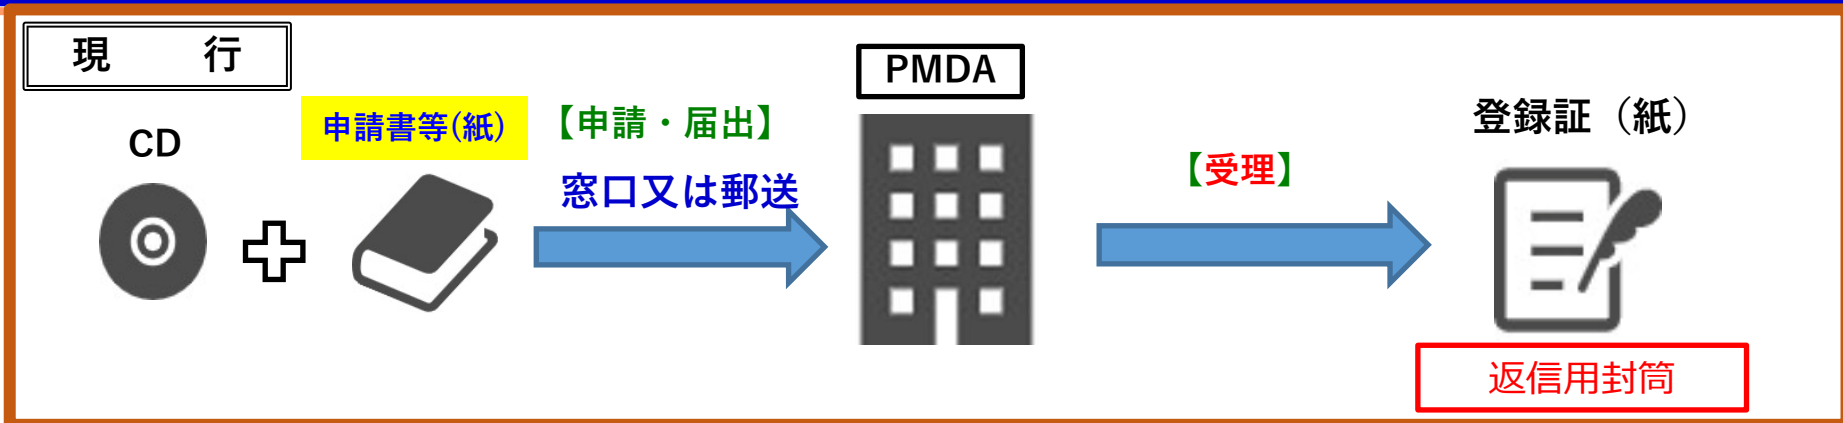 現　　行
CD
申請書等(紙)
【申請・届出】
窓口又は郵送
PMDA
【受理】
登録証（紙）
返信用封筒